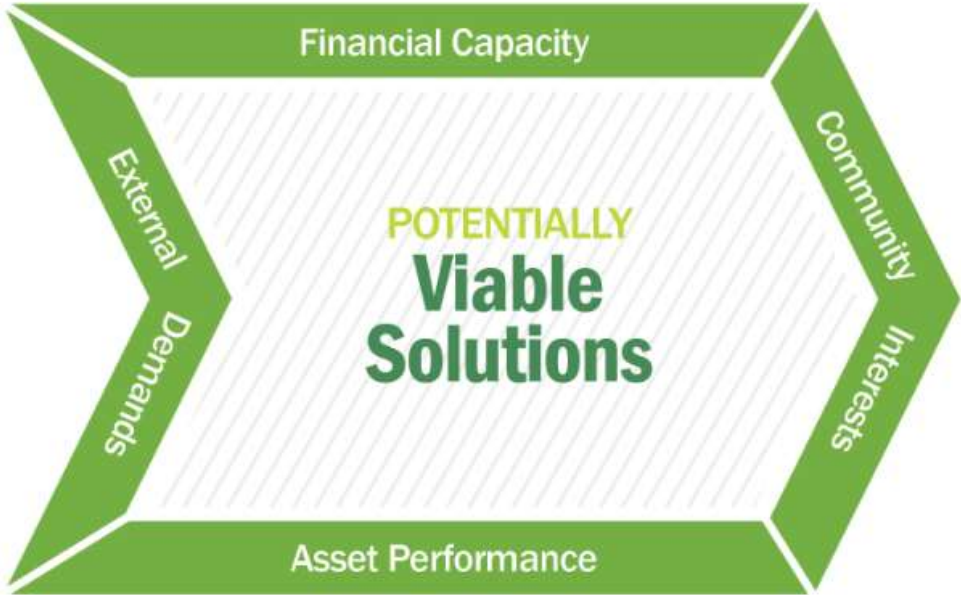 Financial Capacity
External Demands
POTENTIALLY
Viable
Solutions
Community Interests
Asset Performance